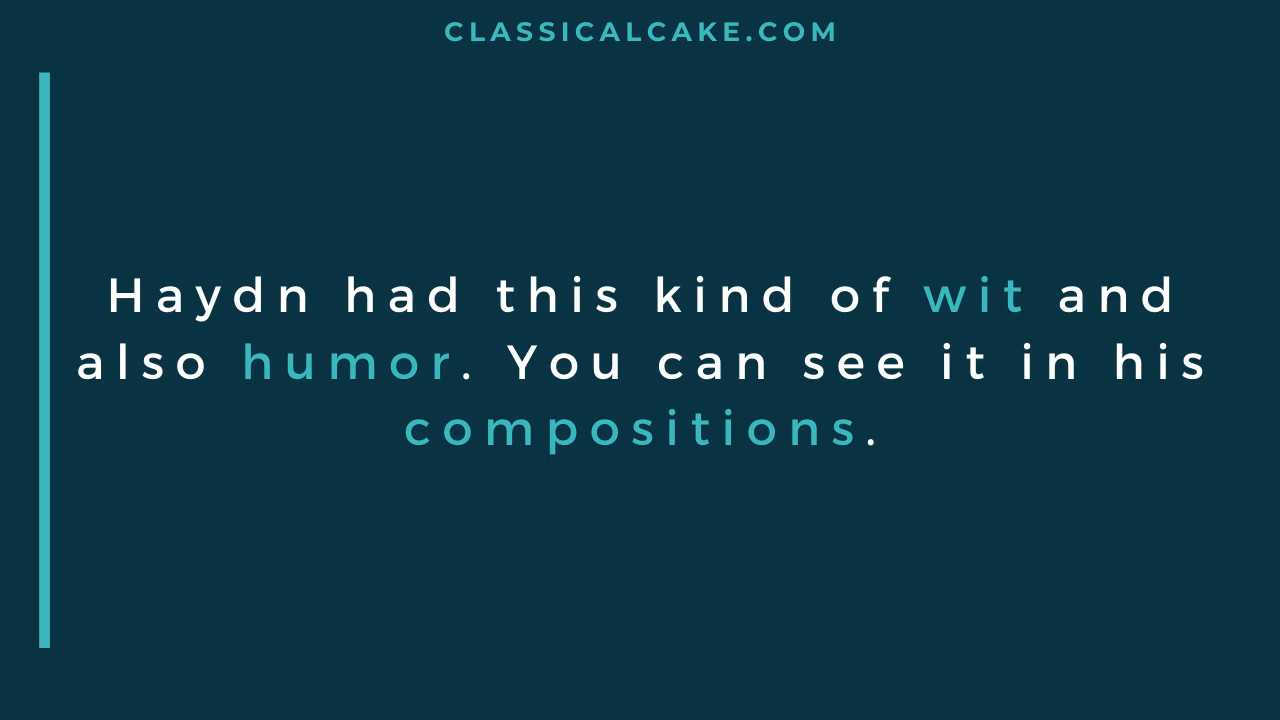 CLASSICALCAKE.COM
Haydn had this kind of wit and
also humor. You can see it in his
compositions.